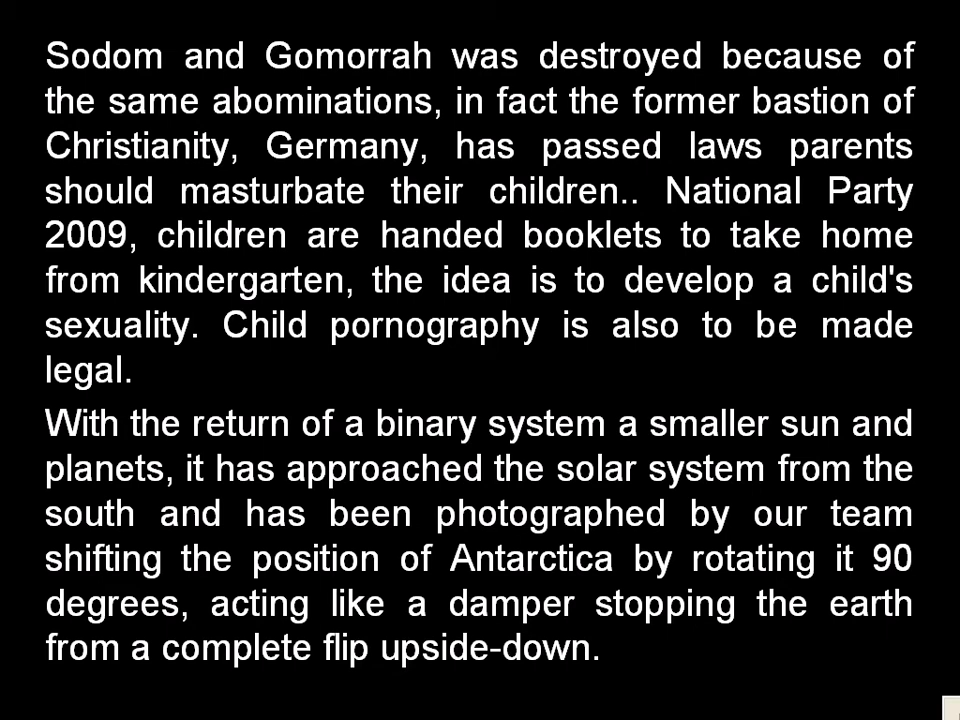 Sodom and Gomorrah was destroyed because of
the same abominations, in fact the former bastion of
Christianity, Germany, has passed laws parents
should masturbate their children.. National Party
2009, children are handed booklets to take home
from kindergarten, the idea is to develop a child's
sexuality. Child pornography is also to be made
legal.
With the return of a binary system a smaller sun and
planets, it has approached the solar system from the
south and has been photographed by our team
shifting the position of Antarctica by rotating it 90
degrees, acting like a damper stopping the earth
from a complete flip upside-down.